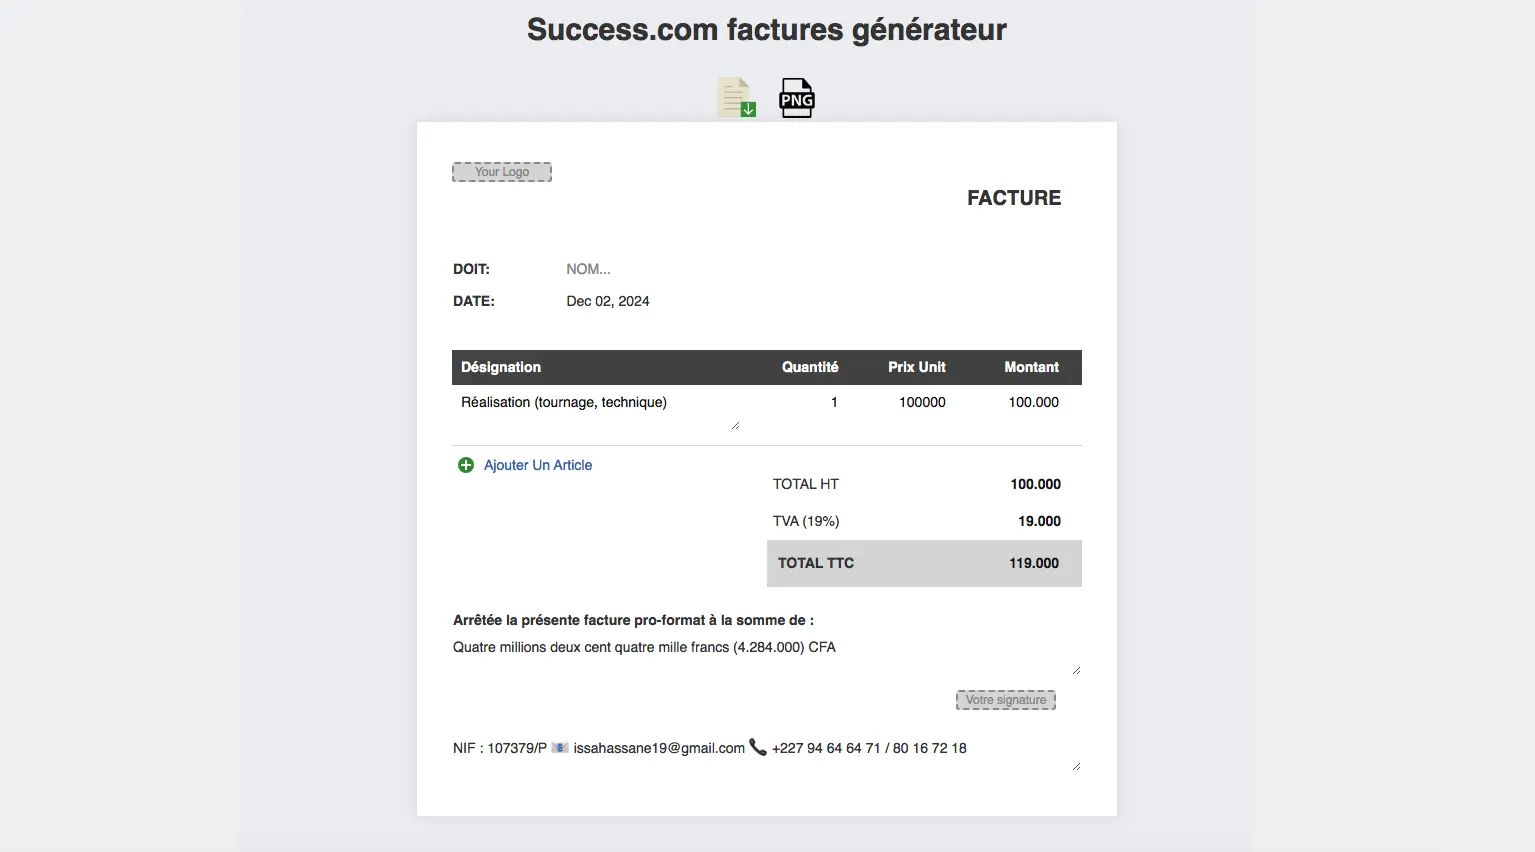 Success.com factures générateur
PNG
Your Logo
FACTURE
DOIT: NOM...
DATE: Dec 02, 2024
Désignation Quantité Prix Unit Montant
Réalisation (tournage, technique) 1 100000 100.000
Ajouter Un Article
TOTAL HT 100.000
TVA (19%) 19.000
TOTAL TTC 119.000
Arrêtée la présente facture pro-format à la somme de :
Quatre millions deux cent quatre mille francs (4.284.000) CFA
Votre signature
NIF : 107379/P 📧 issahassane19@gmail.com 📞 +227 94 64 64 71 / 80 16 72 18